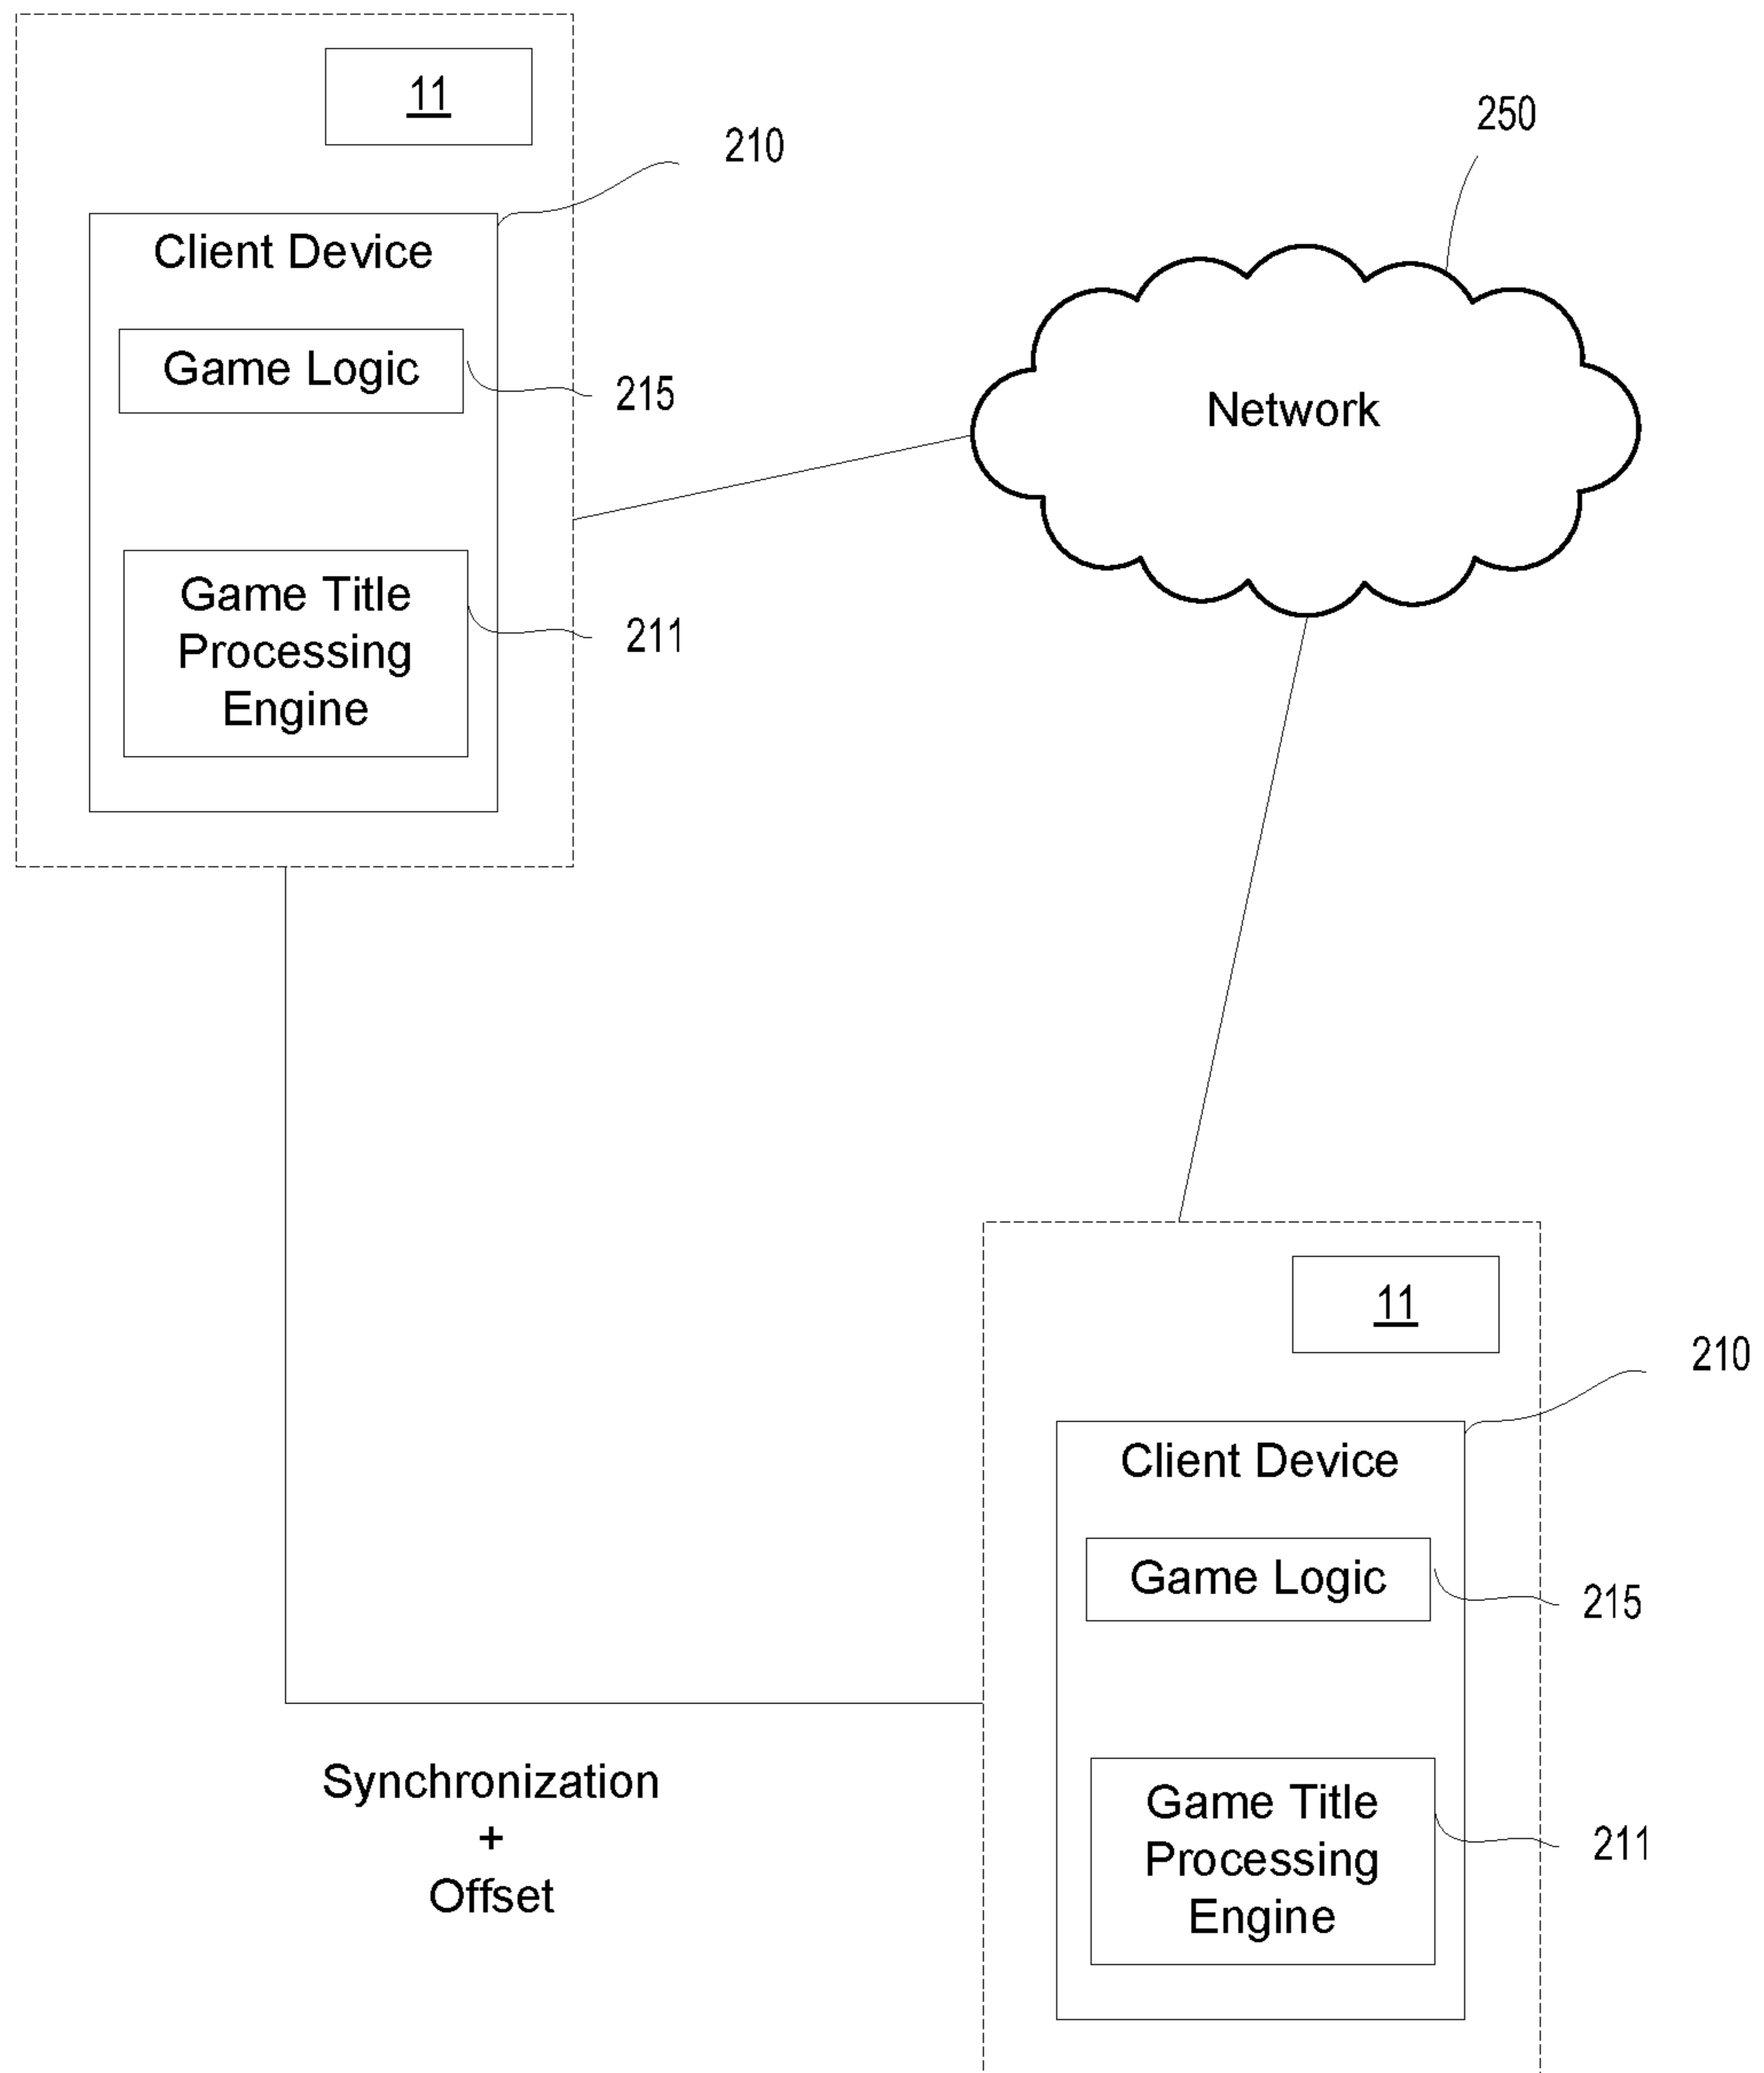 11
210
Client Device
Game Logic
215
Game Title
Processing
Engine
211
250
Network
11
210
Client Device
Game Logic
215
Game Title
Processing
Engine
211
Synchronization
+
Offset